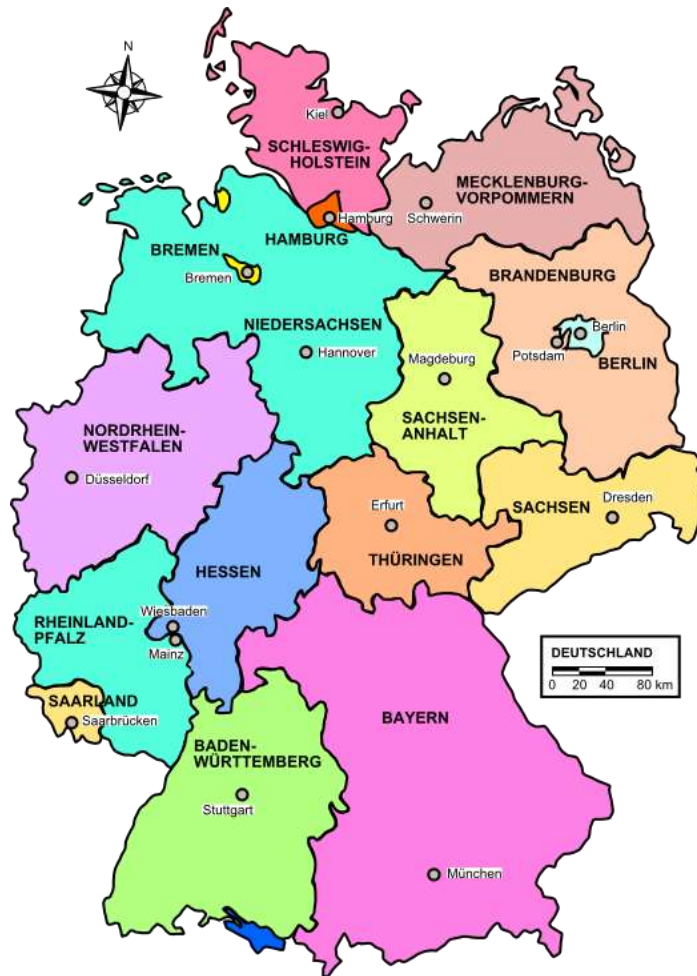 N
Kiel
SCHLESWIG-
HOLSTEIN
MECKLENBURG-
VORPOMMERN
Hamburg
Schwerin
HAMBURG
BREMEN
Bremen
BRANDENBURG
NIEDERSACHSEN
Hannover
Berlin
Potsdam
BERLIN
Magdeburg
SACHSEN-
ANHALT
NORDRHEIN-
WESTFALEN
Düsseldorf
Erfurt
SACHSEN
Dresden
HESSEN
THÜRINGEN
Wiesbaden
RHEINLAND-
PFALZ
Mainz
DEUTSCHLAND
0 20 40 80 km
SAARLAND
Saarbrücken
BAYERN
BADEN-
WÜRTTEMBERG
Stuttgart
München